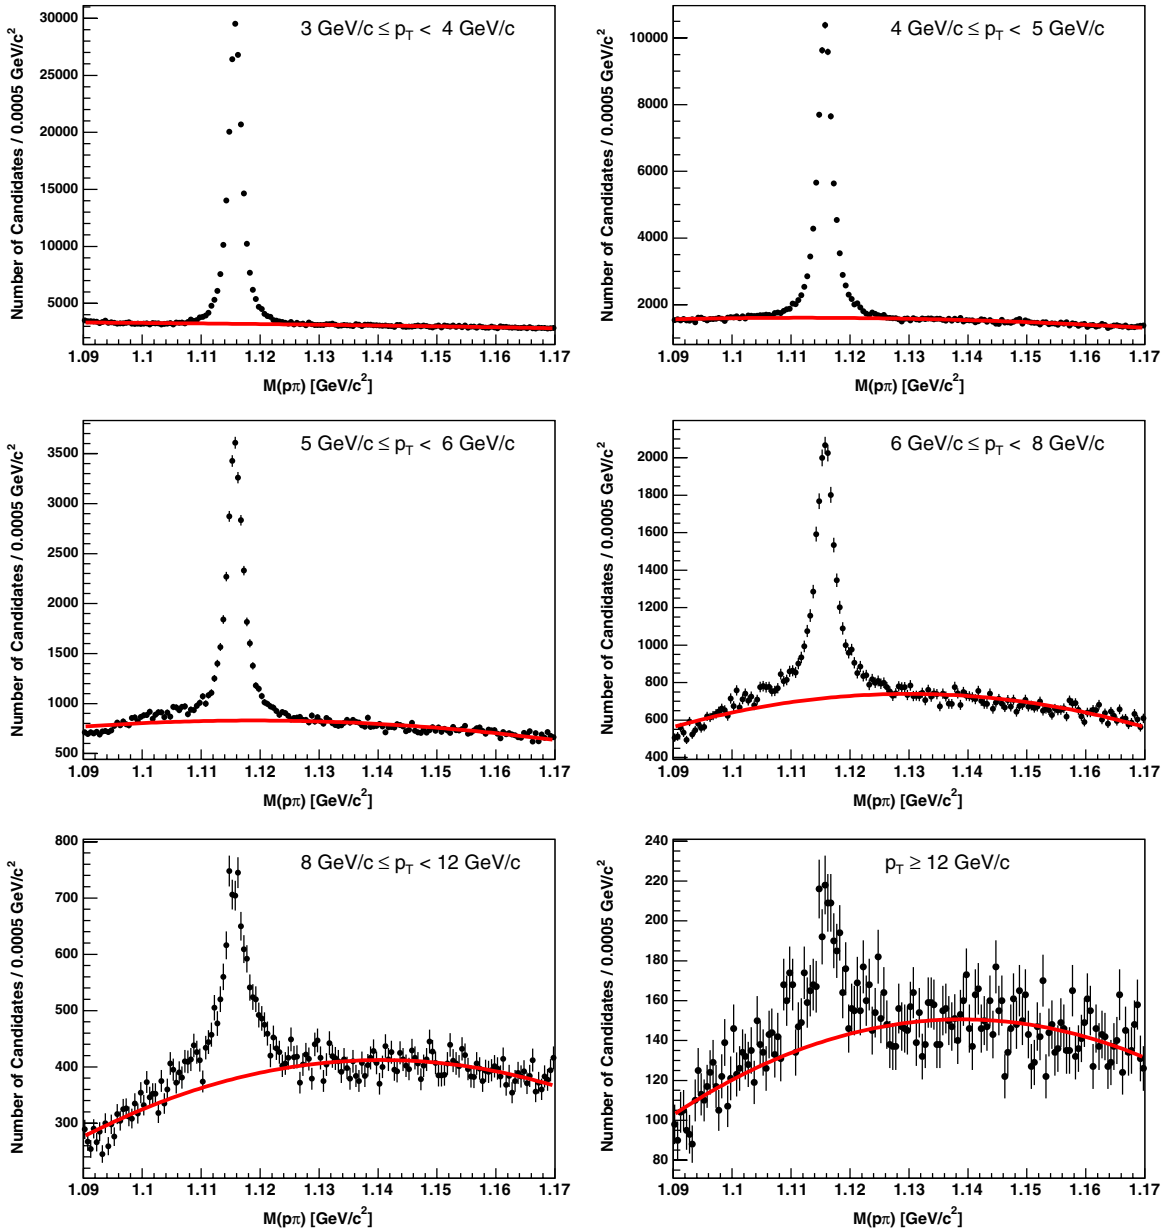 3 GeV/c ≤ p_T < 4 GeV/c
Number of Candidates / 0.0005 GeV/c²
30000
25000
20000
15000
10000
5000
1.09 1.1 1.11 1.12 1.13 1.14 1.15 1.16 1.17
M(pπ) [GeV/c²]
4 GeV/c ≤ p_T < 5 GeV/c
Number of Candidates / 0.0005 GeV/c²
10000
8000
6000
4000
2000
1.09 1.1 1.11 1.12 1.13 1.14 1.15 1.16 1.17
M(pπ) [GeV/c²]
5 GeV/c ≤ p_T < 6 GeV/c
Number of Candidates / 0.0005 GeV/c²
3500
3000
2500
2000
1500
1000
500
1.09 1.1 1.11 1.12 1.13 1.14 1.15 1.16 1.17
M(pπ) [GeV/c²]
6 GeV/c ≤ p_T < 8 GeV/c
Number of Candidates / 0.0005 GeV/c²
2000
1800
1600
1400
1200
1000
800
600
400
1.09 1.1 1.11 1.12 1.13 1.14 1.15 1.16 1.17
M(pπ) [GeV/c²]
8 GeV/c ≤ p_T < 12 GeV/c
Number of Candidates / 0.0005 GeV/c²
800
700
600
500
400
300
1.09 1.1 1.11 1.12 1.13 1.14 1.15 1.16 1.17
M(pπ) [GeV/c²]
p_T ≥ 12 GeV/c
Number of Candidates / 0.0005 GeV/c²
240
220
200
180
160
140
120
100
80
1.09 1.1 1.11 1.12 1.13 1.14 1.15 1.16 1.17
M(pπ) [GeV/c²]